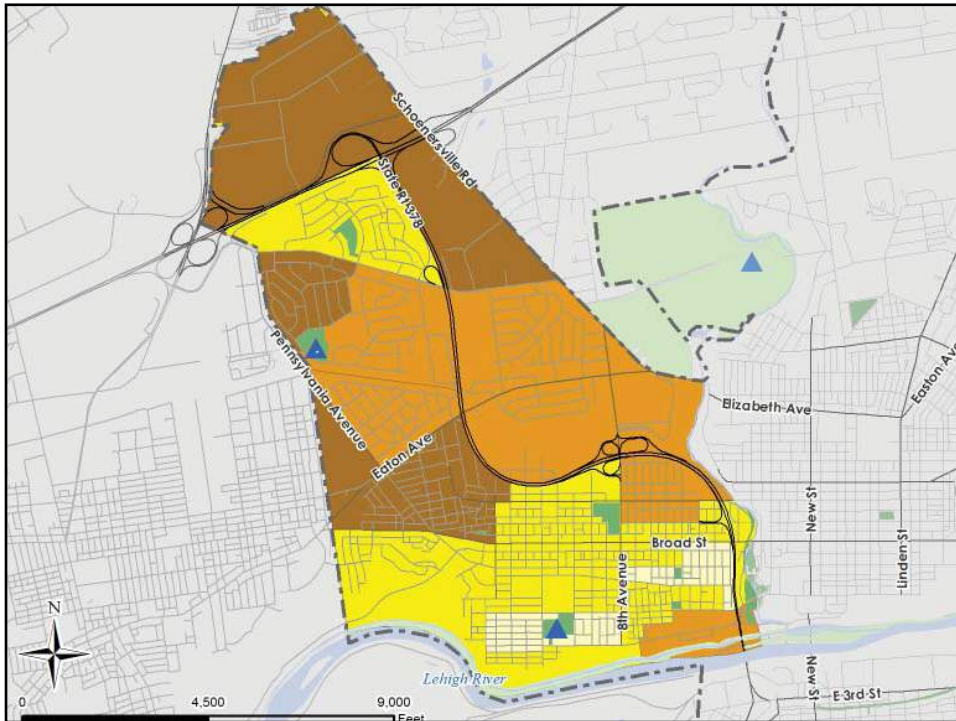 Schoenersville Rd
State Rt 378
Pennsylvania Avenue
Eaton Ave
Elizabeth Ave
Easton Ave
New St
Linden St
Broad St
8th Avenue
N
Lehigh River
New St
E 3rd St
0 4,500 9,000
Feet